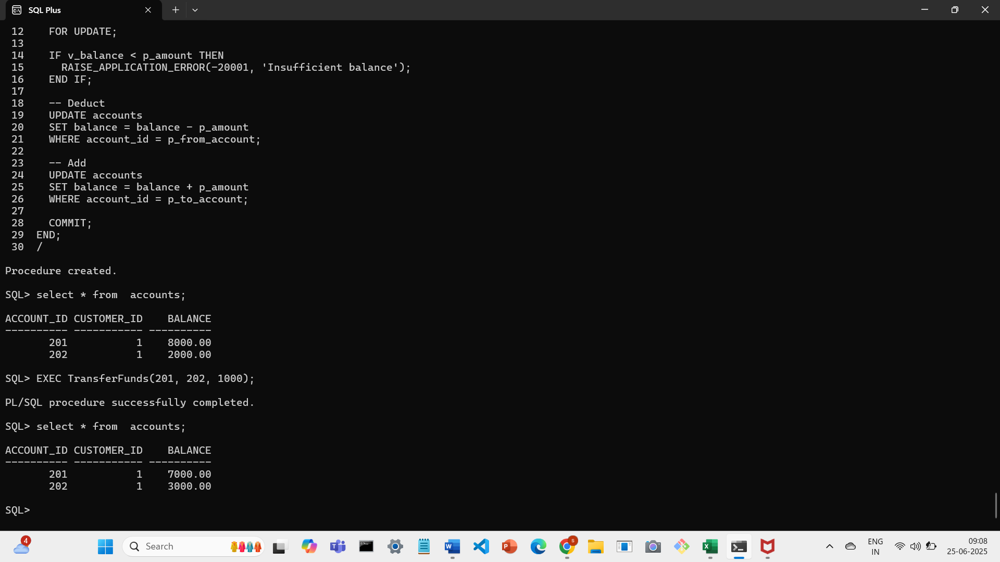 SQL Plus
12    FOR UPDATE;
13
14    IF v_balance < p_amount THEN
15      RAISE_APPLICATION_ERROR(-20001, 'Insufficient balance');
16    END IF;
17
18    -- Deduct
19    UPDATE accounts
20    SET balance = balance - p_amount
21    WHERE account_id = p_from_account;
22
23    -- Add
24    UPDATE accounts
25    SET balance = balance + p_amount
26    WHERE account_id = p_to_account;
27
28    COMMIT;
29  END;
30  /
Procedure created.
SQL> select * from  accounts;
ACCOUNT_ID CUSTOMER_ID    BALANCE
---------- ----------- ----------
       201           1    8000.00
       202           1    2000.00
SQL> EXEC TransferFunds(201, 202, 1000);
PL/SQL procedure successfully completed.
SQL> select * from  accounts;
ACCOUNT_ID CUSTOMER_ID    BALANCE
---------- ----------- ----------
       201           1    7000.00
       202           1    3000.00
SQL>
4
Search
ENG
IN
09:08
25-06-2025